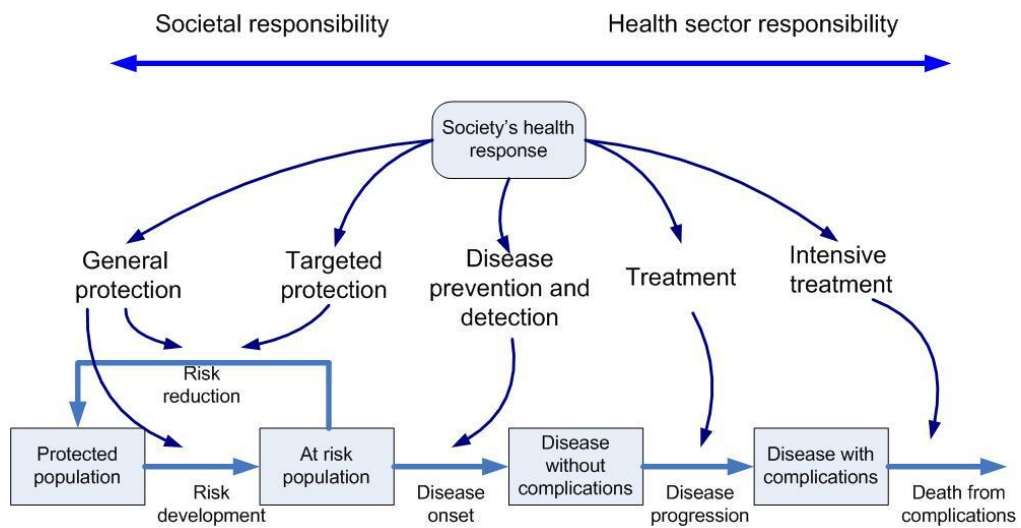 Societal responsibility
Health sector responsibility
Society's health
response
General
protection
Targeted
protection
Disease
prevention and
detection
Treatment
Intensive
treatment
Risk
reduction
Protected
population
At risk
population
Disease
without
complications
Disease with
complications
Risk
development
Disease
onset
Disease
progression
Death from
complications